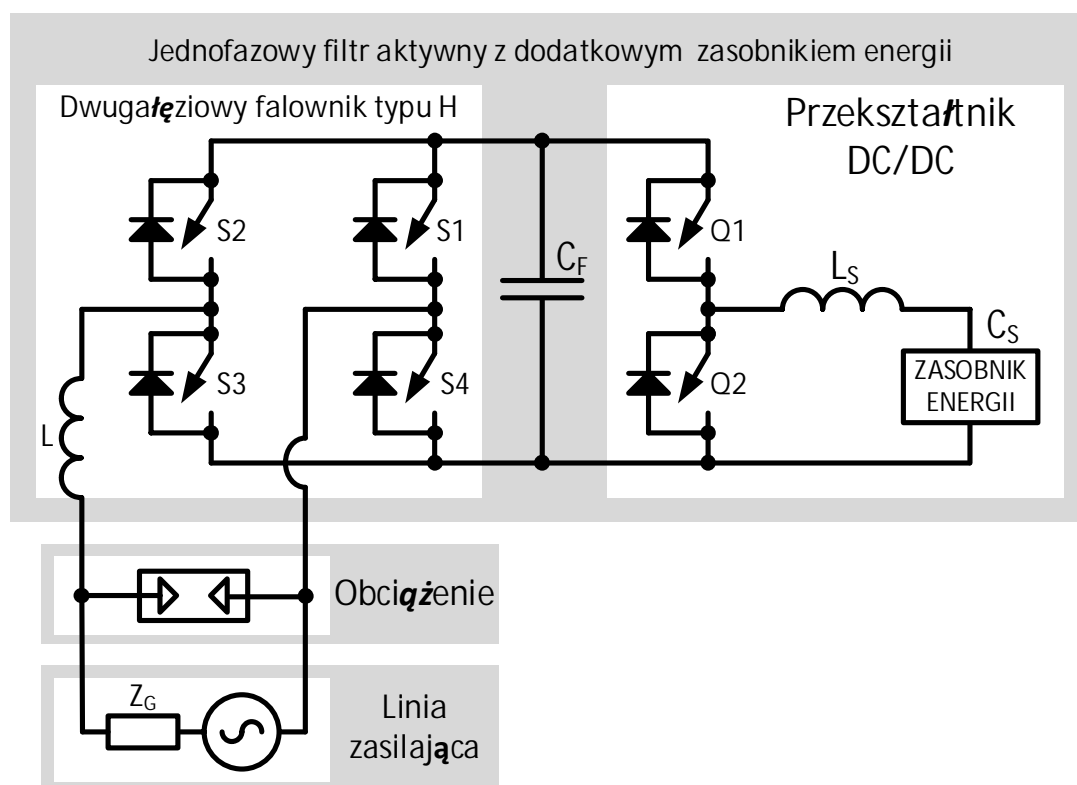 Jednofazowy filtr aktywny z dodatkowym zasobnikiem energii
Dwugałęziowy falownik typu H
Przekształtnik
DC/DC
S2
S1
Q1
CF
LS
CS
S3
S4
Q2
ZASOBNIK
ENERGII
L
Obciążenie
ZG
Linia
zasilająca